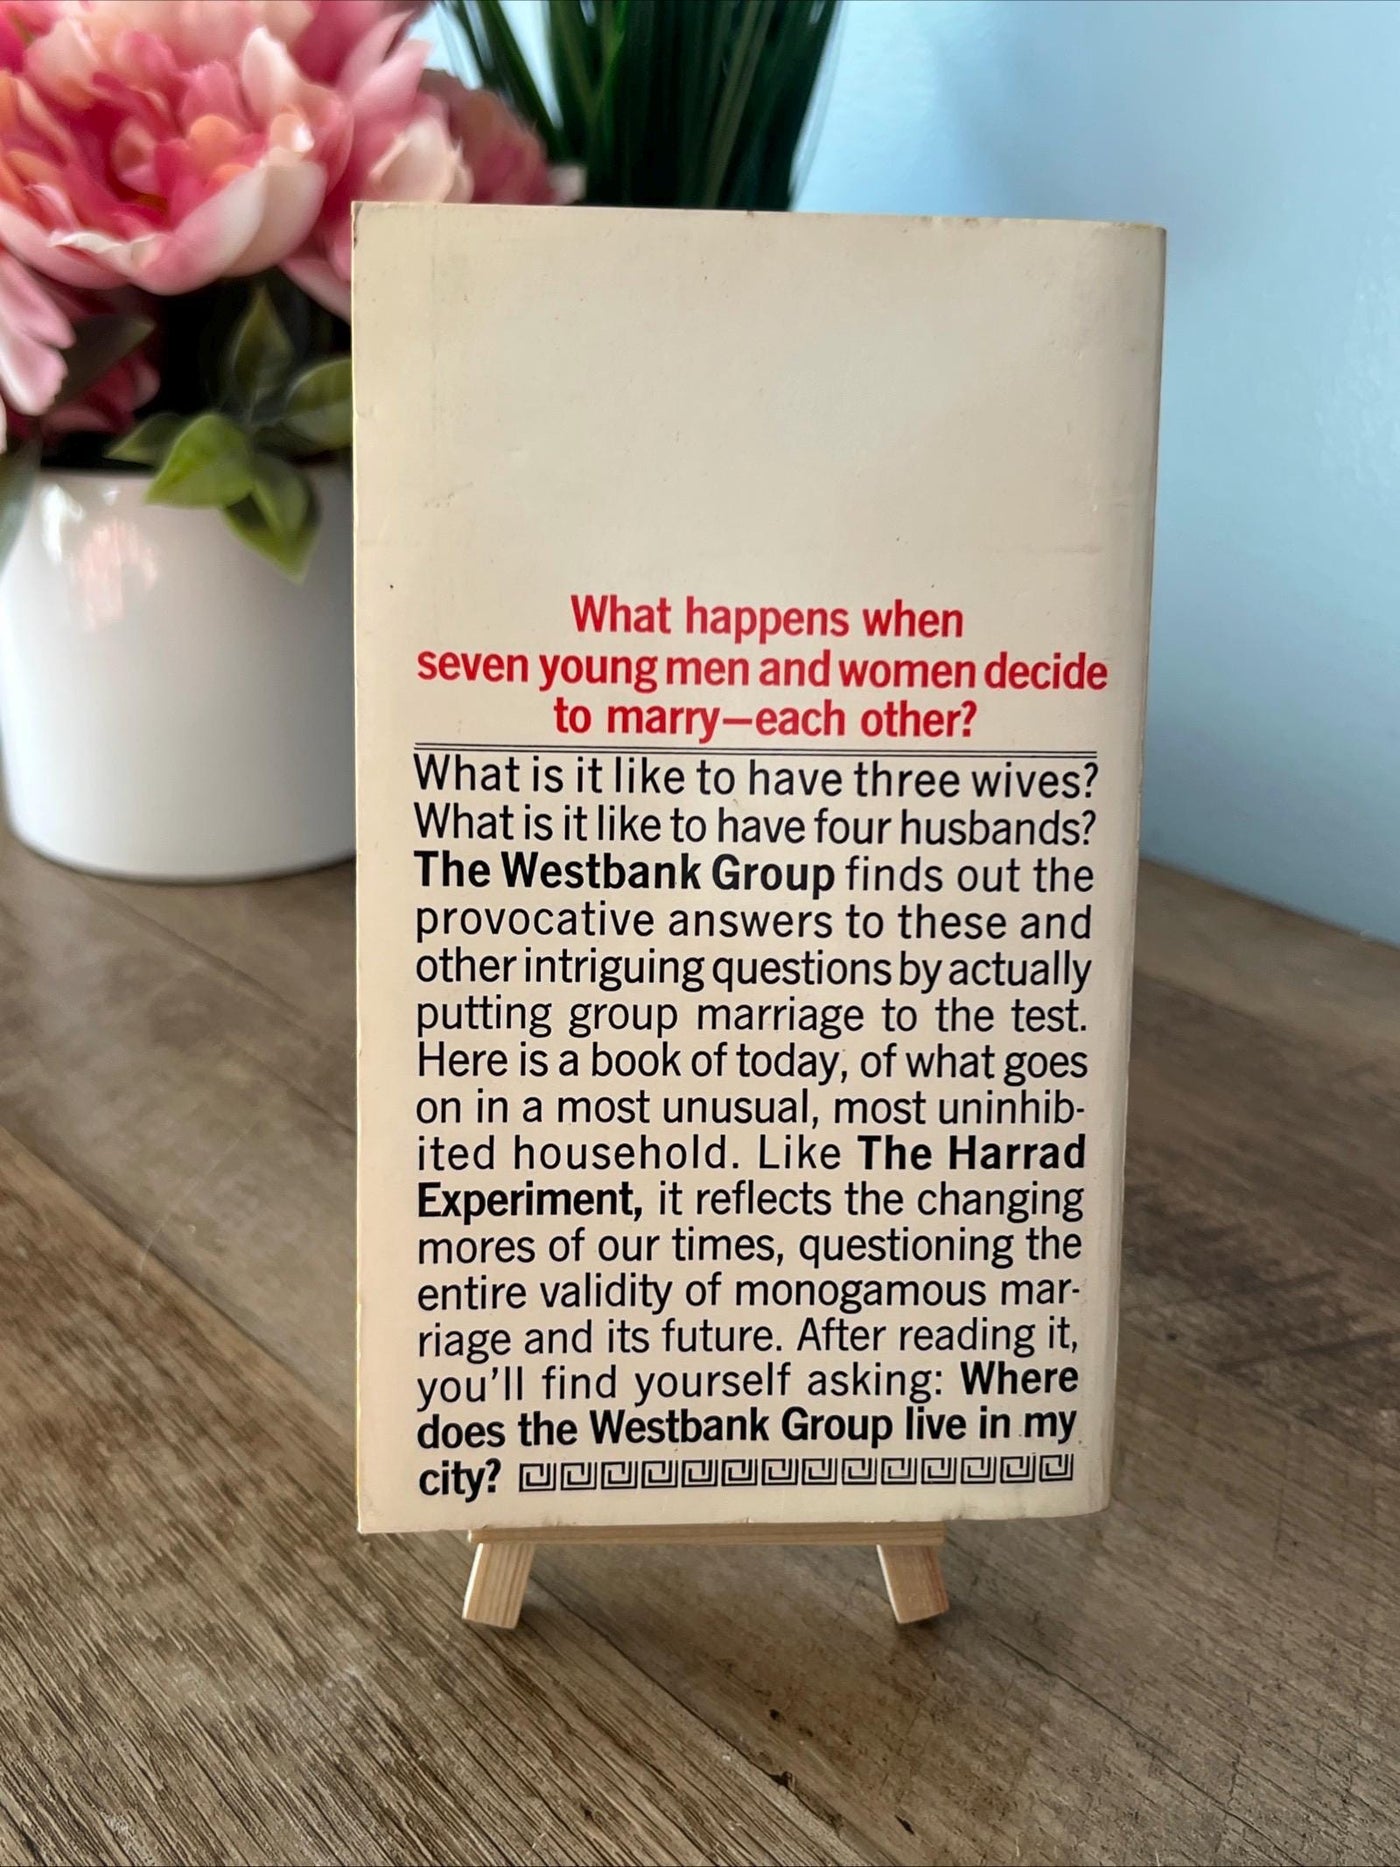 What happens when
seven young men and women decide
to marry—each other?
What is it like to have three wives?
What is it like to have four husbands?
The Westbank Group finds out the
provocative answers to these and
other intriguing questions by actually
putting group marriage to the test.
Here is a book of today, of what goes
on in a most unusual, most uninhib-
ited household. Like The Harrad
Experiment, it reflects the changing
mores of our times, questioning the
entire validity of monogamous mar-
riage and its future. After reading it,
you'll find yourself asking: Where
does the Westbank Group live in my
city?